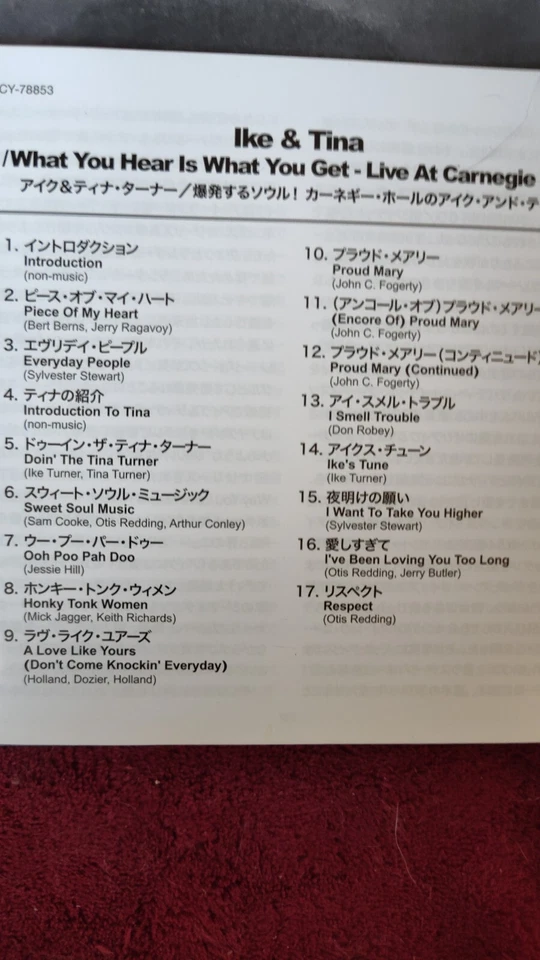 CY-78853
Ike & Tina
/What You Hear Is What You Get - Live At Carnegie
アイク&ティナ・ターナー/爆発するソウル! カーネギー・ホールのアイク・アンド・テ
1. イントロダクション
Introduction
(non-music)
2. ピース・オブ・マイ・ハート
Piece Of My Heart
(Bert Berns, Jerry Ragavoy)
3. エヴリデイ・ピープル
Everyday People
(Sylvester Stewart)
4. ティナの紹介
Introduction To Tina
(non-music)
5. ドゥーイン・ザ・ティナ・ターナー
Doin' The Tina Turner
(Ike Turner, Tina Turner)
6. スウィート・ソウル・ミュージック
Sweet Soul Music
(Sam Cooke, Otis Redding, Arthur Conley)
7. ウー・プー・パー・ドゥー
Ooh Poo Pah Doo
(Jessie Hill)
8. ホンキー・トンク・ウィメン
Honky Tonk Women
(Mick Jagger, Keith Richards)
9. ラヴ・ライク・ユアーズ
A Love Like Yours
(Don't Come Knockin' Everyday)
(Holland, Dozier, Holland)
10. プラウド・メアリー
Proud Mary
(John C. Fogerty)
11. (アンコール・オブ)プラウド・メアリー
(Encore Of) Proud Mary
(John C. Fogerty)
12. プラウド・メアリー(コンティニュード)
Proud Mary (Continued)
(John C. Fogerty)
13. アイ・スメル・トラブル
I Smell Trouble
(Don Robey)
14. アイクス・チューン
Ike's Tune
(Ike Turner)
15. 夜明けの願い
I Want To Take You Higher
(Sylvester Stewart)
16. 愛しすぎて
I've Been Loving You Too Long
(Otis Redding, Jerry Butler)
17. リスペクト
Respect
(Otis Redding)